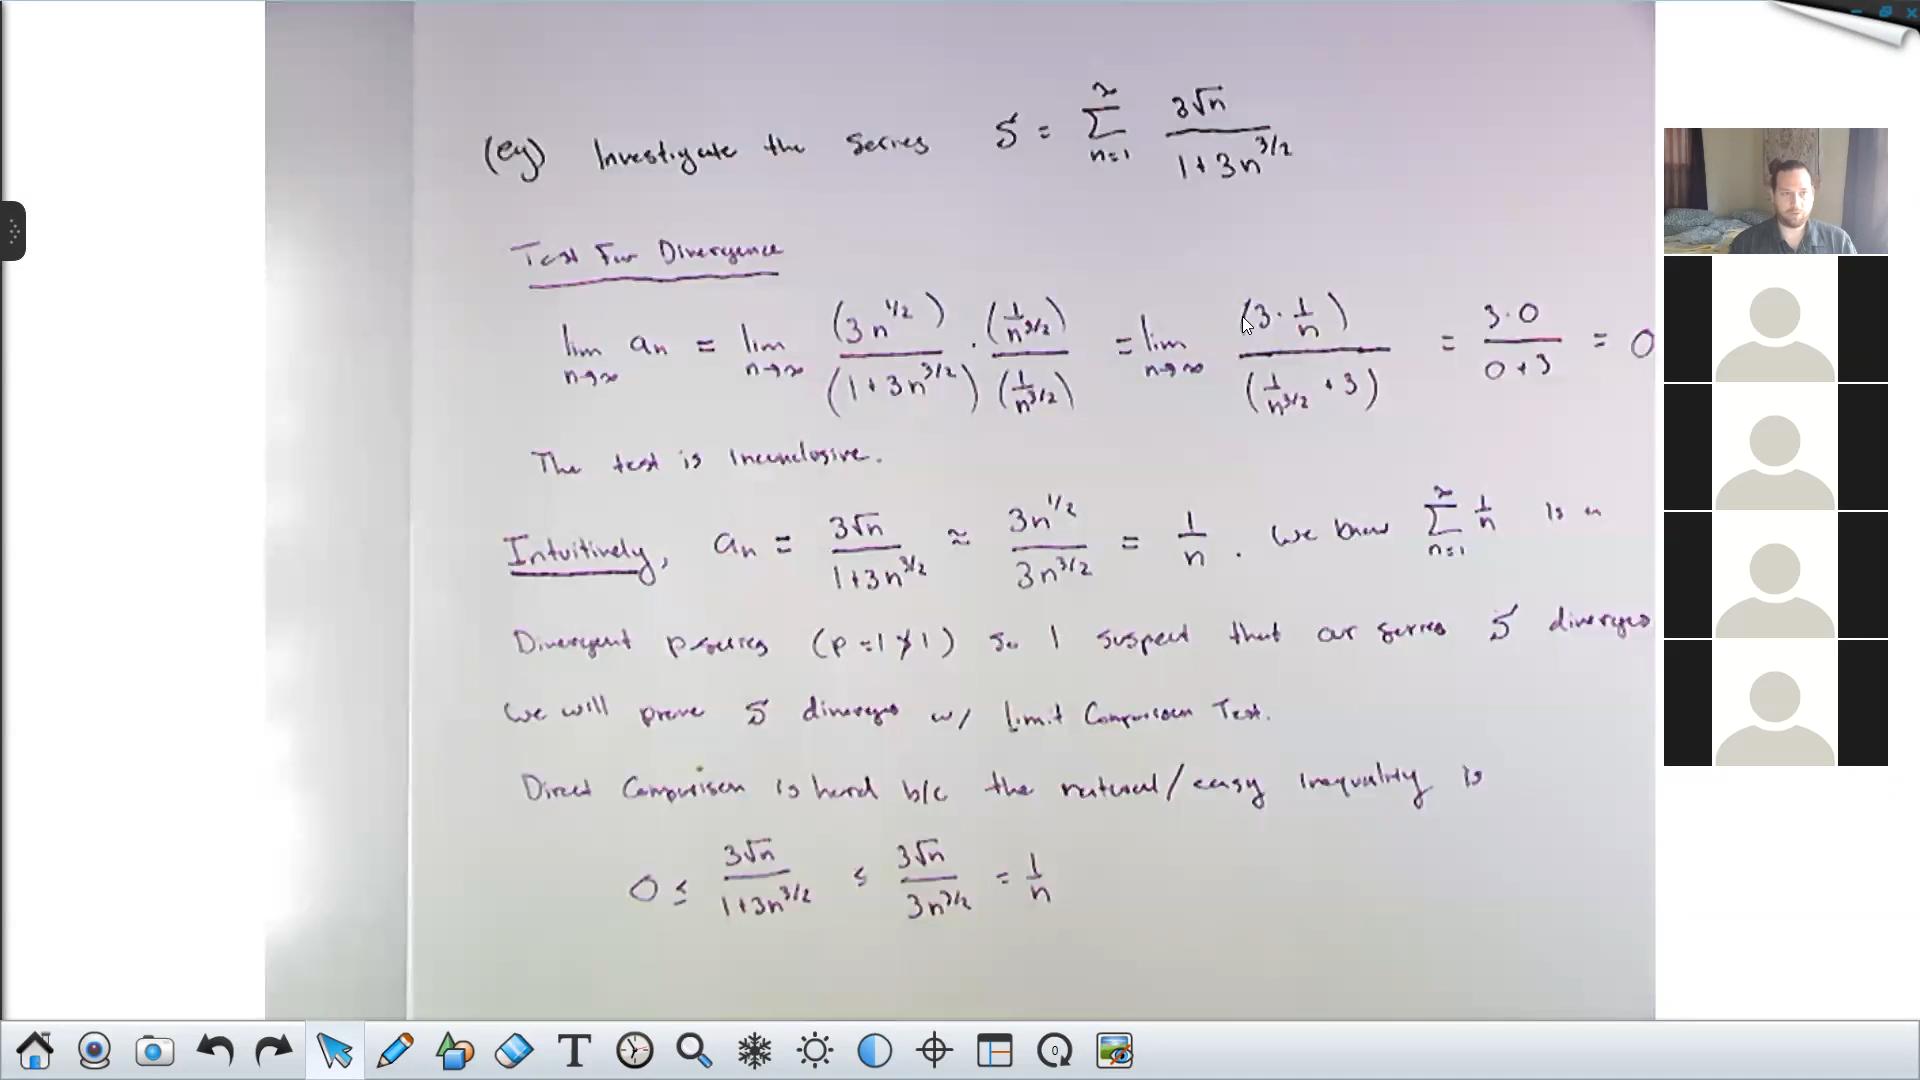 (eg) Investigate the series S = ∑_{n=1}^{∞} 3√n / (1+3n^{3/2})
Test For Divergence
lim_{n→∞} a_n = lim_{n→∞} (3n^{1/2}) / (1+3n^{3/2}) · (1/n^{3/2}) / (1/n^{3/2}) = lim_{n→∞} (3·1/n) / (1/n^{3/2} + 3) = 3·0 / (0+3) = 0
The test is inconclusive.
Intuitively, a_n = 3√n / (1+3n^{3/2}) ≈ 3n^{1/2} / 3n^{3/2} = 1/n. We know ∑_{n=1}^{∞} 1/n is a
Divergent p-series (p=1≯1) so I suspect that our series S diverges
We will prove S diverges w/ Limit Comparison Test.
Direct Comparison is hard b/c the natural/easy inequality is
0 ≤ 3√n / (1+3n^{3/2}) ≤ 3√n / 3n^{3/2} = 1/n
T
0